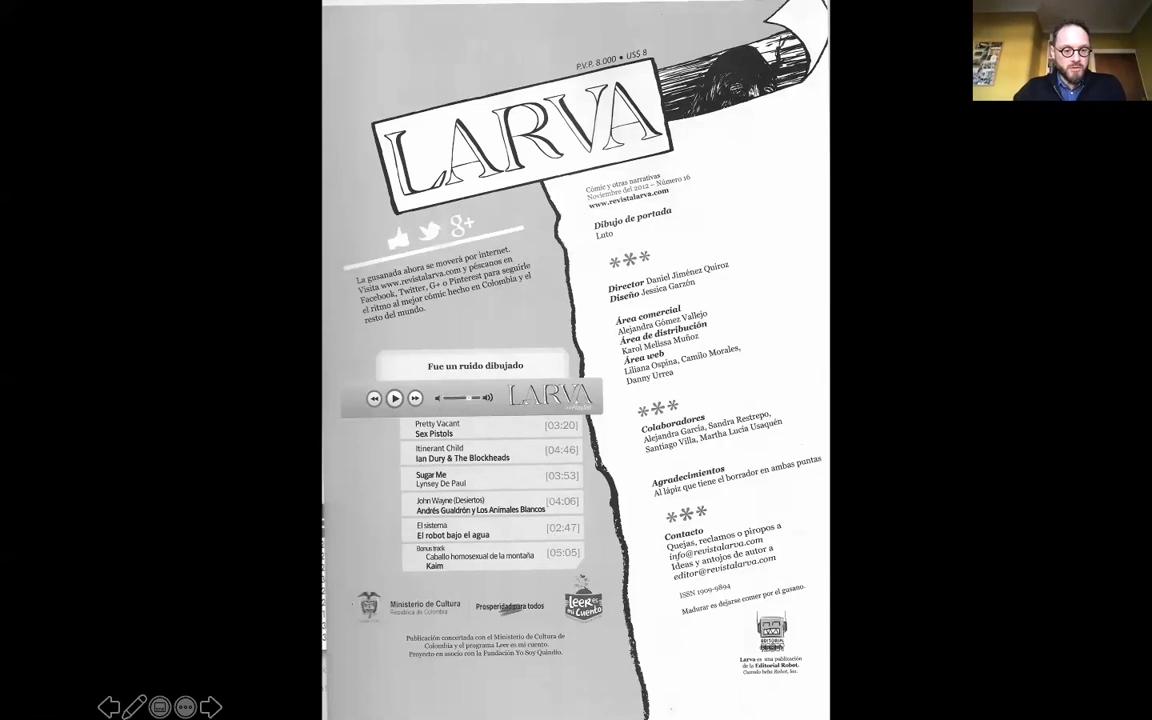 P.V.P. 8.000 • US$ 8
LARVA
Cómic y otras narrativas
Noviembre del 2012 – Número 16
www.revistalarva.com
Dibujo de portada
Luto
***
Director Daniel Jiménez Quiroz
Diseño Jessica Garzón
Área comercial
Alejandra Gómez Vallejo
Área de distribución
Karol Melissa Muñoz
Área web
Liliana Ospina, Camilo Morales,
Danny Urrea
***
Colaboradores
Alejandra García, Sandra Restrepo,
Santiago Villa, Martha Lucía Usaquén
Agradecimientos
Al lápiz que tiene el borrador en ambas puntas
***
Contacto
Quejas, reclamos o piropos a
info@revistalarva.com
Ideas y antojos de autor a
editor@revistalarva.com
ISSN 1909-9894
Madurar es dejarse comer por el gusano.
EDITORIAL
Larva es una publicación
de la Editorial Robot.
Cuando bebe Robot, lea.
g+
La gusanada ahora se moverá por internet.
Visita www.revistalarva.com y péscanos en
Facebook, Twitter, G+ o Pinterest para seguirle
el ritmo al mejor cómic hecho en Colombia y el
resto del mundo.
Fue un ruido dibujado
LARVA
Pretty Vacant
Sex Pistols
[03:20]
Itinerant Child
Ian Dury & The Blockheads
[04:46]
Sugar Me
Lynsey De Paul
[03:53]
John Wayne (Desiertos)
Andrés Gualdrón y Los Animales Blancos
[04:06]
El sistema
El robot bajo el agua
[02:47]
Bonus track
Caballo homosexual de la montaña
Kaim
[05:05]
Ministerio de Cultura
República de Colombia
Prosperidad para todos
Leer es
mi Cuento
Publicación concertada con el Ministerio de Cultura de
Colombia y el programa Leer es mi cuento.
Proyecto en asocio con la Fundación Yo Soy Quindío.